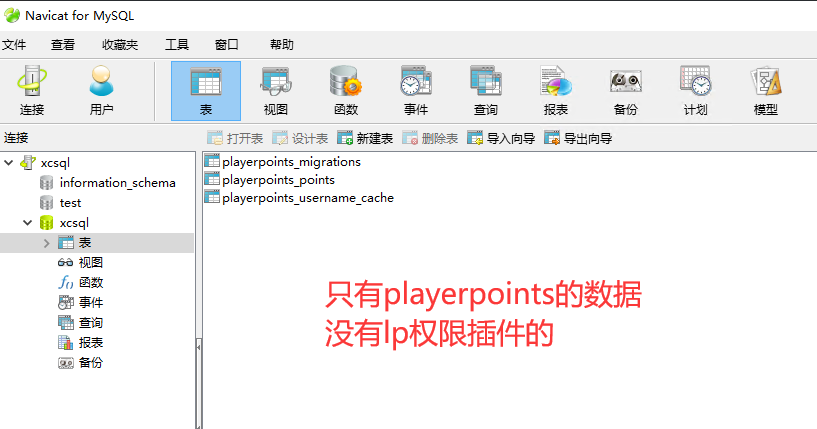 Navicat for MySQL
文件 查看 收藏夹 工具 窗口 帮助
连接 用户 表 视图 函数 事件 查询 报表 备份 计划 模型
连接 打开表 设计表 新建表 删除表 导入向导 导出向导
xcsql
information_schema
test
xcsql
表
视图
函数
事件
查询
报表
备份
playerpoints_migrations
playerpoints_points
playerpoints_username_cache
只有playerpoints的数据
没有lp权限插件的